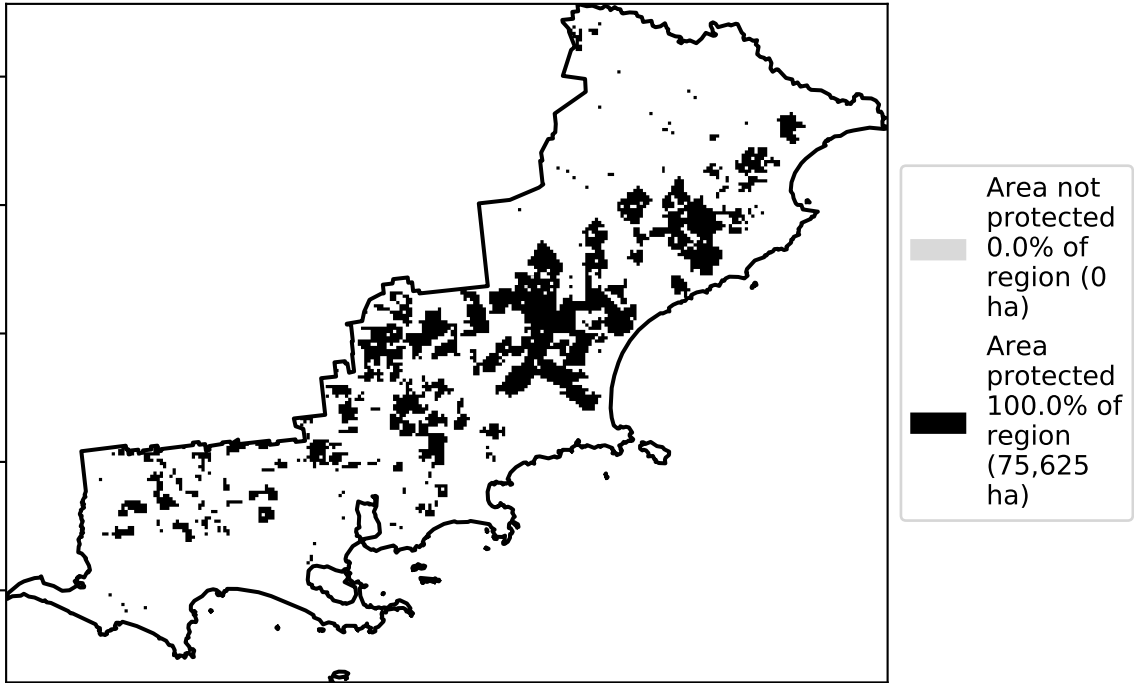 Area not
protected
0.0% of
region (0
ha)
Area
protected
100.0% of
region
(75,625
ha)